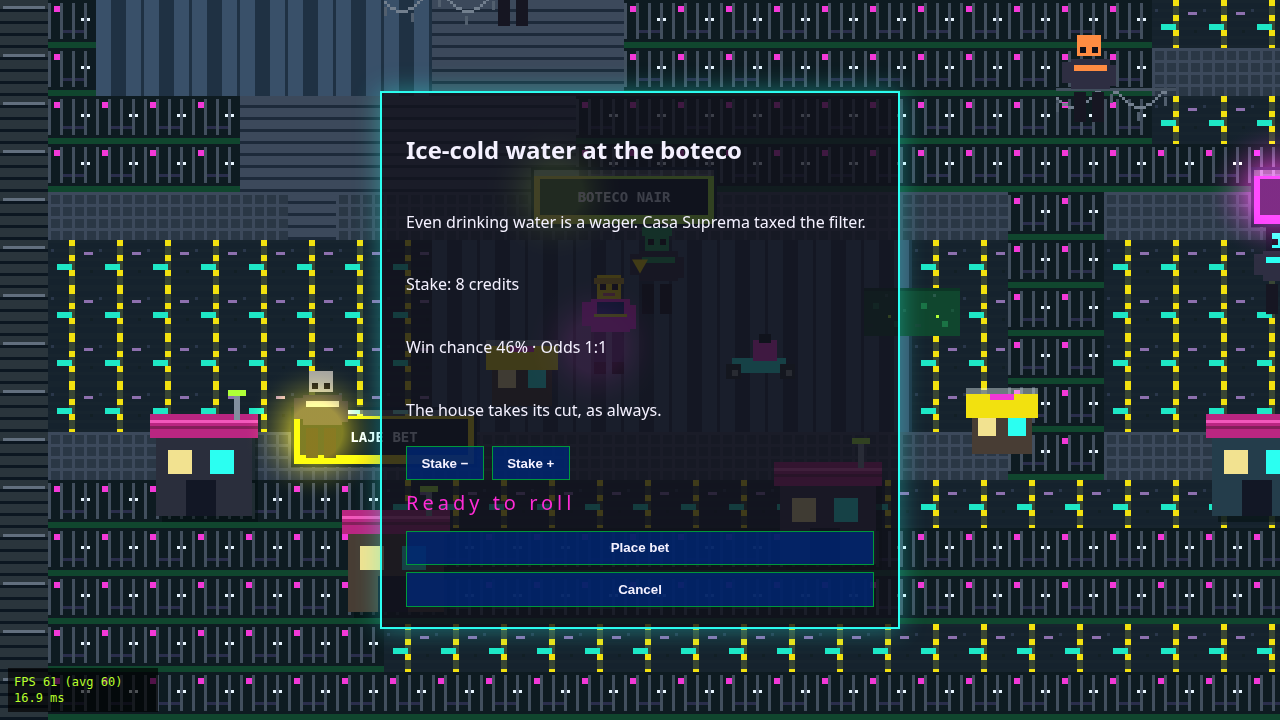 Ice-cold water at the boteco
BOTECO NAIR
Even drinking water is a wager. Casa Suprema taxed the filter.
Stake: 8 credits
Win chance 46% · Odds 1:1
The house takes its cut, as always.
LAJE BET
Stake −
Stake +
Ready to roll
Place bet
Cancel
FPS 61 (avg 60)
16.9 ms